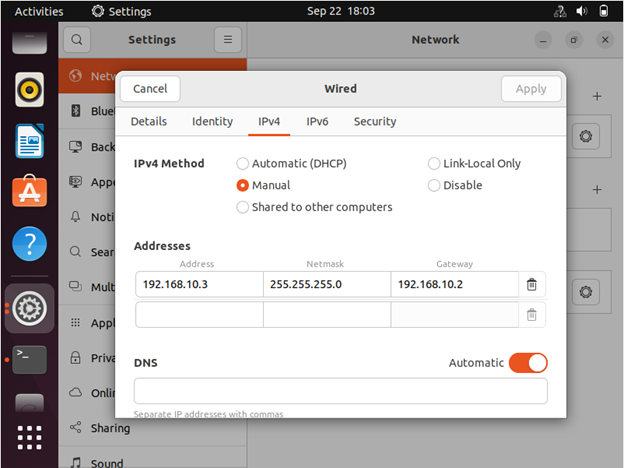 Activities Settings Sep 22 18:03
Settings Network
Cancel Wired Apply
Details Identity IPv4 IPv6 Security
IPv4 Method Automatic (DHCP) Link-Local Only
Manual Disable
Shared to other computers
Addresses
Address Netmask Gateway
192.168.10.3 255.255.255.0 192.168.10.2
DNS Automatic
Separate IP addresses with commas
Netw
Blue
Back
Appe
Noti
Sear
Mult
Appl
Priva
Onlin
Sharing
Sound